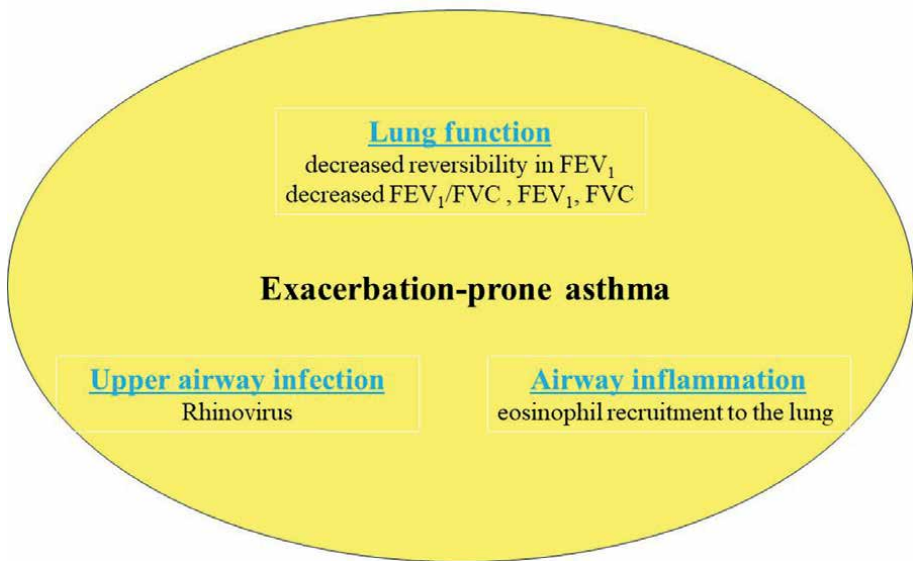 Lung function
decreased reversibility in FEV₁
decreased FEV₁/FVC , FEV₁, FVC
Exacerbation-prone asthma
Upper airway infection
Rhinovirus
Airway inflammation
eosinophil recruitment to the lung